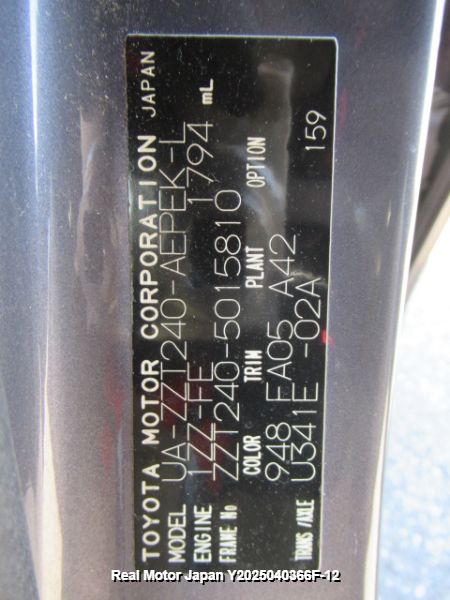 TOYOTA MOTOR CORPORATION JAPAN
MODEL UA-ZZT240-AEPEK-L
ENGINE 1ZZ-FE 1794 mL
FRAME No ZZT240-5015810
COLOR TRIM PLANT OPTION
948 FA05 A42
TRANS/AXLE U341E -02A 159
Real Motor Japan Y2025040366F-12